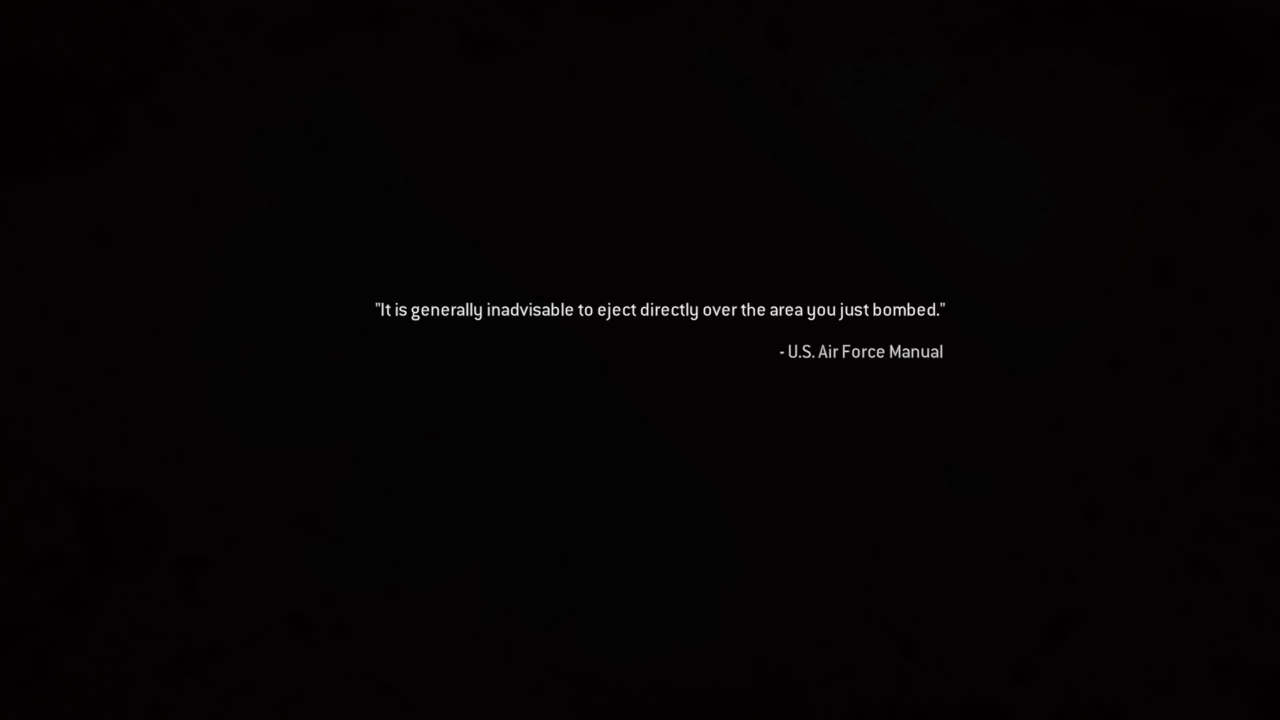 "It is generally inadvisable to eject directly over the area you just bombed."
- U.S. Air Force Manual